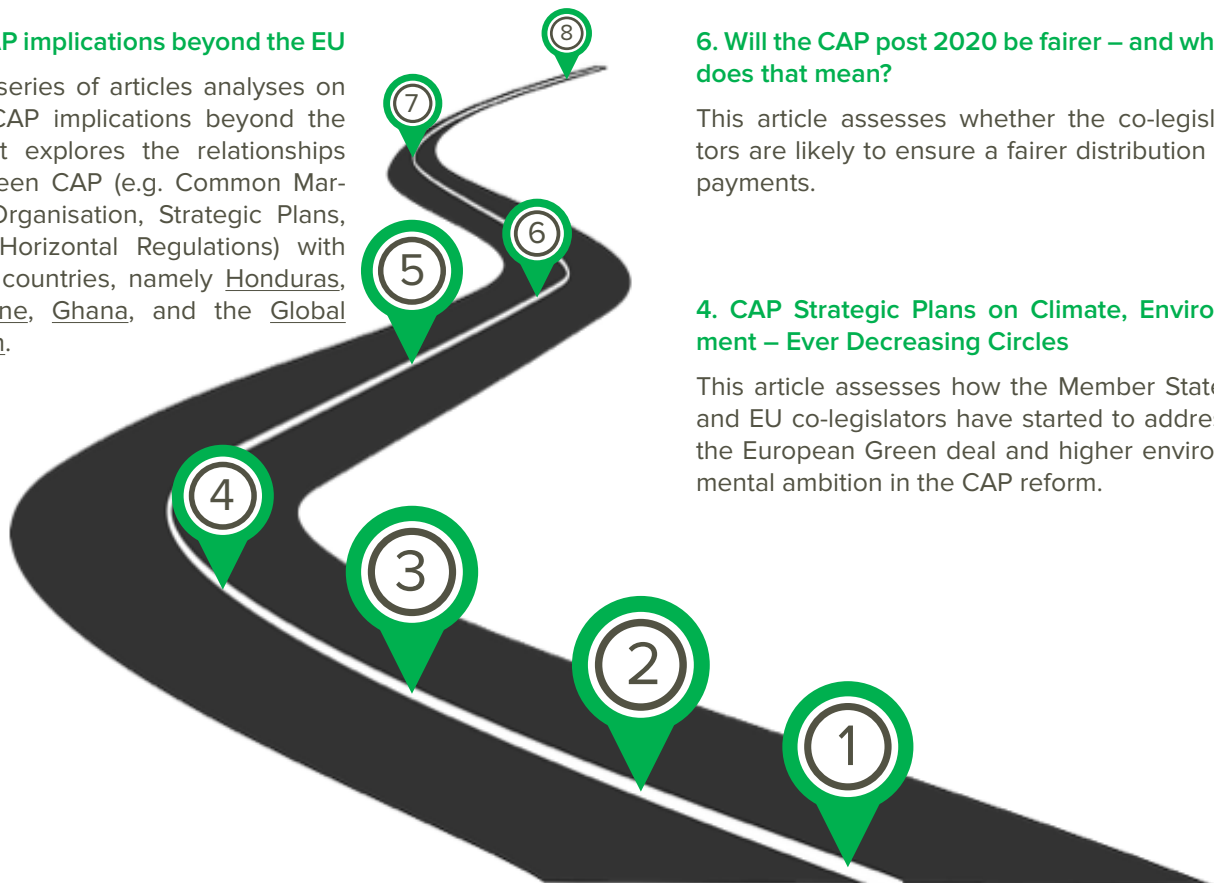 AP implications beyond the EU
series of articles analyses on
CAP implications beyond the
t explores the relationships
een CAP (e.g. Common Mar-
Organisation, Strategic Plans,
Horizontal Regulations) with
countries, namely Honduras,
ne, Ghana, and the Global
.
6. Will the CAP post 2020 be fairer – and wh
does that mean?
This article assesses whether the co-legisl
tors are likely to ensure a fairer distribution
payments.
4. CAP Strategic Plans on Climate, Enviro
ment – Ever Decreasing Circles
This article assesses how the Member State
and EU co-legislators have started to addres
the European Green deal and higher enviro
mental ambition in the CAP reform.
8
7
6
5
4
3
2
1